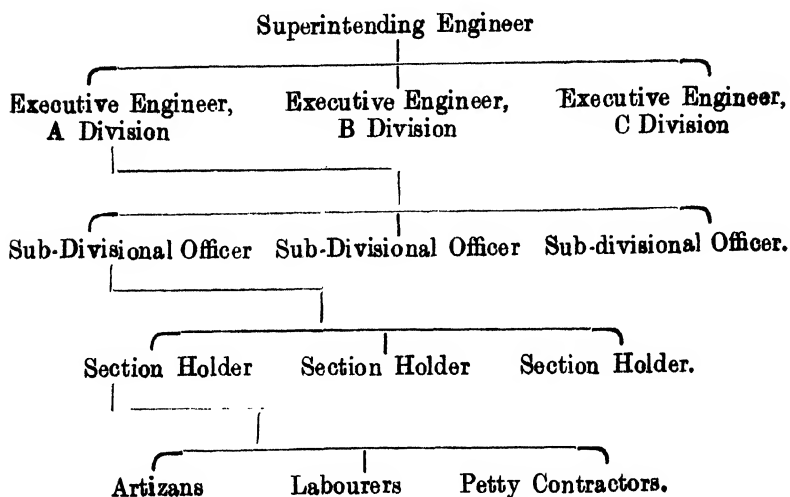 Superintending Engineer
Executive Engineer, Executive Engineer, Executive Engineer,
A Division B Division C Division
Sub-Divisional Officer Sub-Divisional Officer Sub-divisional Officer.
Section Holder Section Holder Section Holder.
Artizans Labourers Petty Contractors.